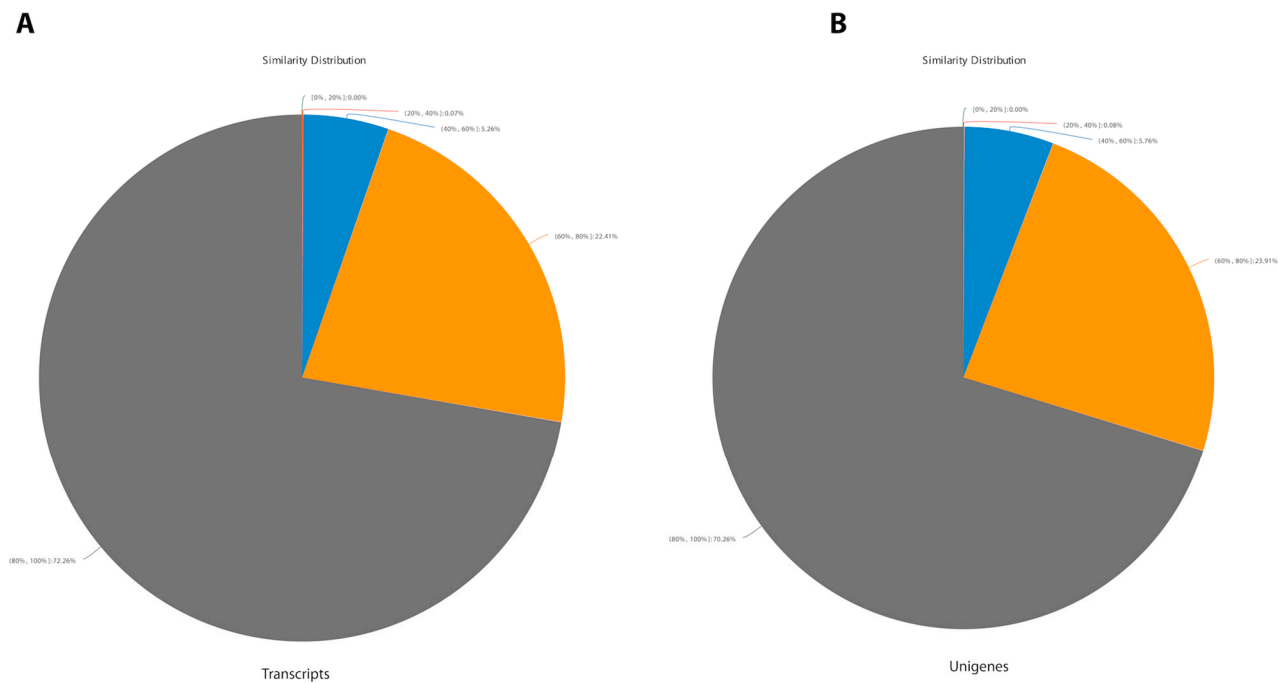 A
Similarity Distribution
[0%, 20%]:0.00%
(20%, 40%]:0.07%
(40%, 60%]:5.26%
(60%, 80%]:22.41%
(80%, 100%]:72.26%
Transcripts
B
Similarity Distribution
[0%, 20%]:0.00%
(20%, 40%]:0.08%
(40%, 60%]:5.76%
(60%, 80%]:23.91%
(80%, 100%]:70.26%
Unigenes